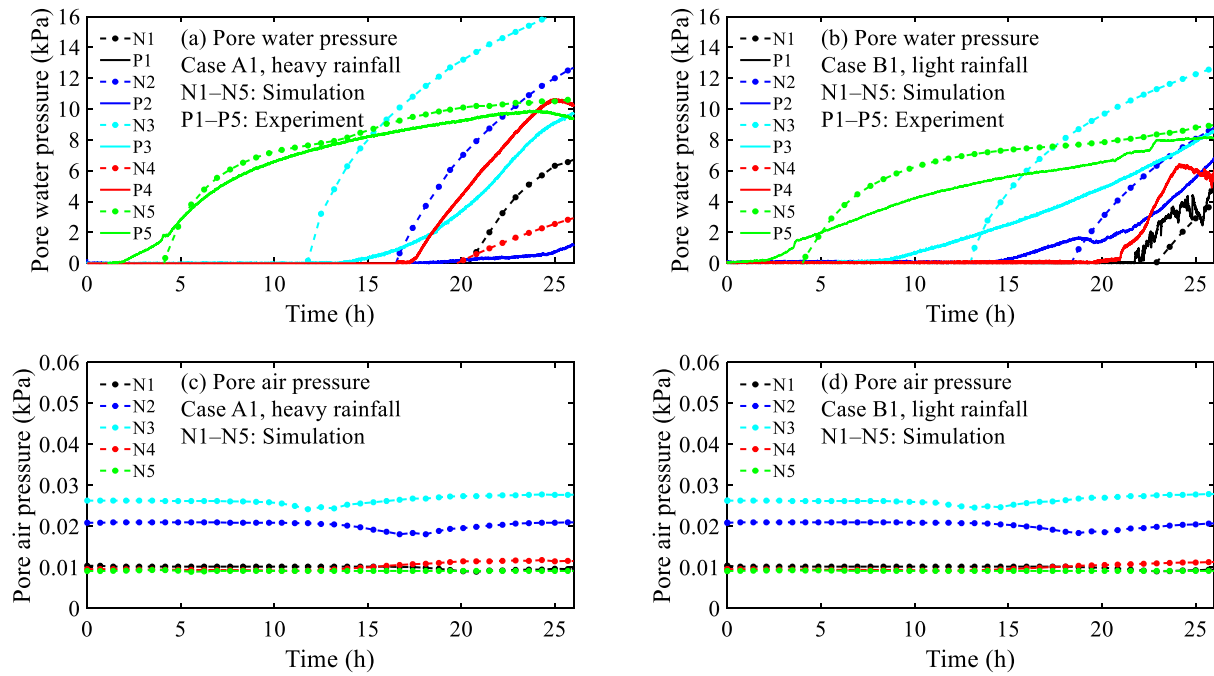 (a) Pore water pressure
Case A1, heavy rainfall
N1–N5: Simulation
P1–P5: Experiment
N1
P1
N2
P2
N3
P3
N4
P4
N5
P5
Pore water pressure (kPa)
16
14
12
10
8
6
4
2
0
0 5 10 15 20 25
Time (h)
(b) Pore water pressure
Case B1, light rainfall
N1–N5: Simulation
P1–P5: Experiment
N1
P1
N2
P2
N3
P3
N4
P4
N5
P5
Pore water pressure (kPa)
16
14
12
10
8
6
4
2
0
0 5 10 15 20 25
Time (h)
(c) Pore air pressure
Case A1, heavy rainfall
N1–N5: Simulation
N1
N2
N3
N4
N5
Pore air pressure (kPa)
0.06
0.05
0.04
0.03
0.02
0.01
0
0 5 10 15 20 25
Time (h)
(d) Pore air pressure
Case B1, light rainfall
N1–N5: Simulation
N1
N2
N3
N4
N5
Pore air pressure (kPa)
0.06
0.05
0.04
0.03
0.02
0.01
0
0 5 10 15 20 25
Time (h)